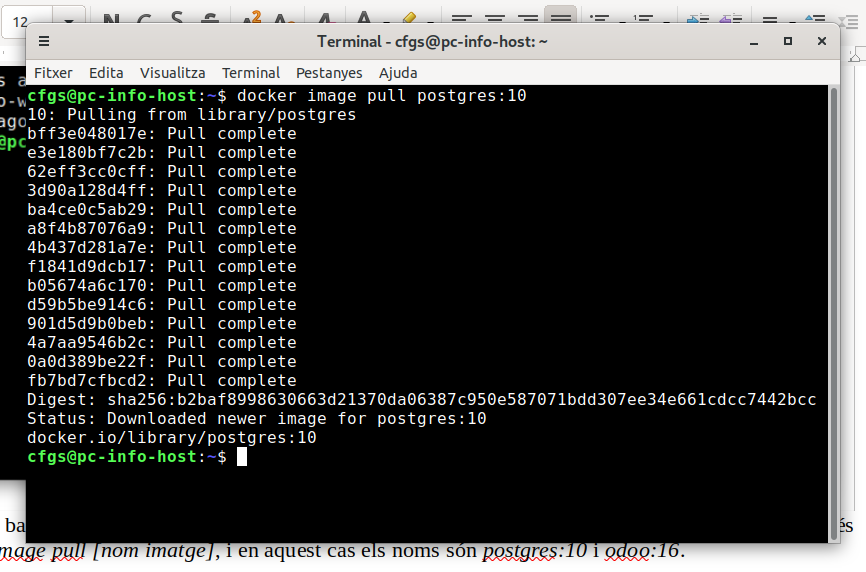 12
Terminal - cfgs@pc-info-host: ~
Fitxer Edita Visualitza Terminal Pestanyes Ajuda
cfgs@pc-info-host:~$ docker image pull postgres:10
10: Pulling from library/postgres
bff3e048017e: Pull complete
e3e180bf7c2b: Pull complete
62eff3cc0cff: Pull complete
3d90a128d4ff: Pull complete
ba4ce0c5ab29: Pull complete
a8f4b87076a9: Pull complete
4b437d281a7e: Pull complete
f1841d9dcb17: Pull complete
b05674a6c170: Pull complete
d59b5be914c6: Pull complete
901d5d9b0beb: Pull complete
4a7aa9546b2c: Pull complete
0a0d389be22f: Pull complete
fb7bd7cfbcd2: Pull complete
Digest: sha256:b2baf8998630663d21370da06387c950e587071bdd307ee34e661cdcc7442bcc
Status: Downloaded newer image for postgres:10
docker.io/library/postgres:10
cfgs@pc-info-host:~$
mage pull [nom imatge], i en aquest cas els noms són postgres:10 i odoo:16.